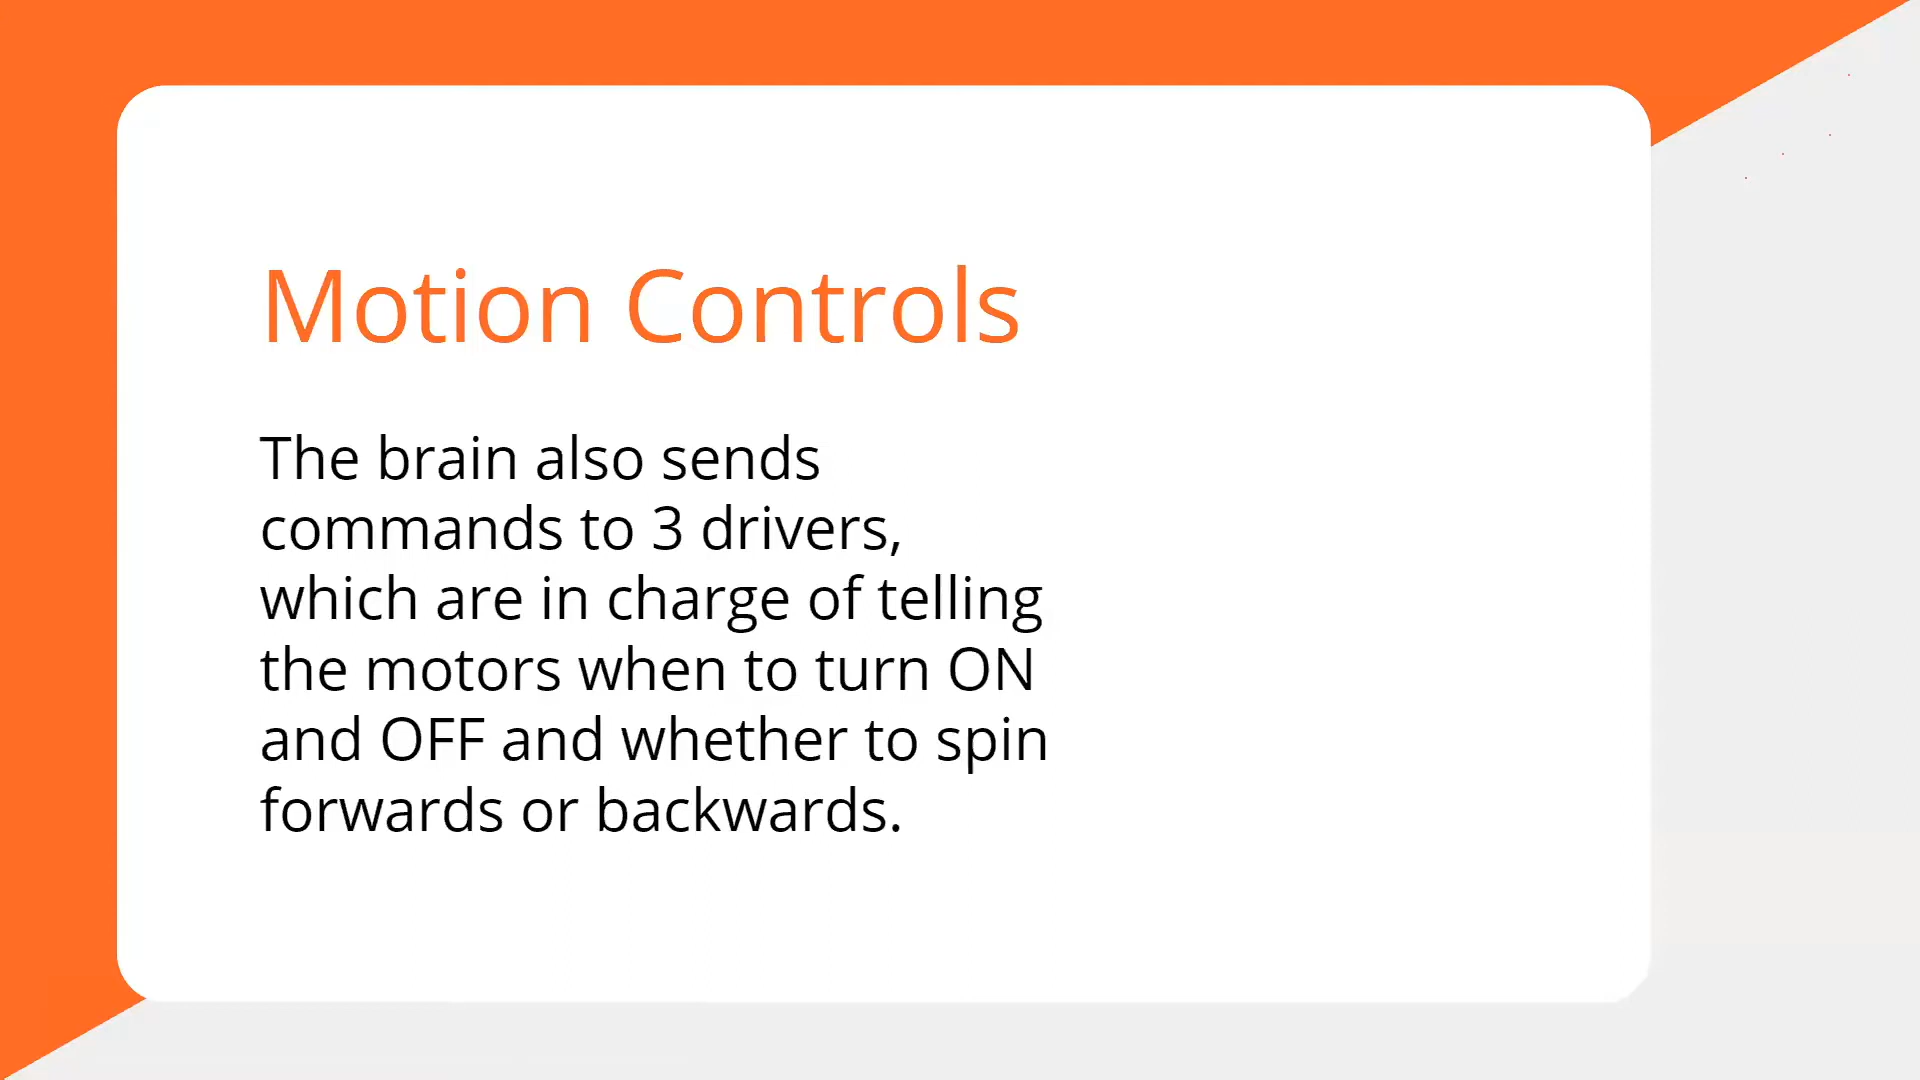 Motion Controls
The brain also sends
commands to 3 drivers,
which are in charge of telling
the motors when to turn ON
and OFF and whether to spin
forwards or backwards.